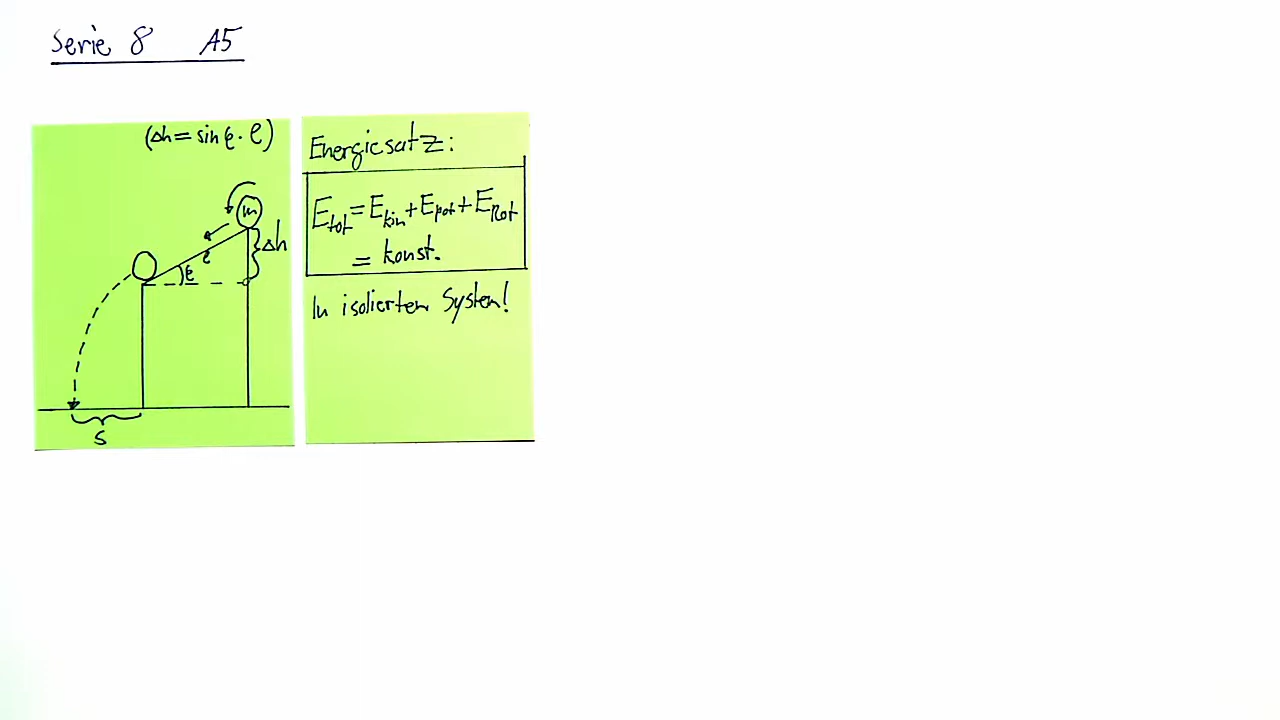 Serie 8 A5
(Δh = sin φ · ℓ)
m
Δh
ℓ
φ
s
Energiesatz:
E_tot = E_kin + E_pot + E_Rot
= konst.
In isolierten System!